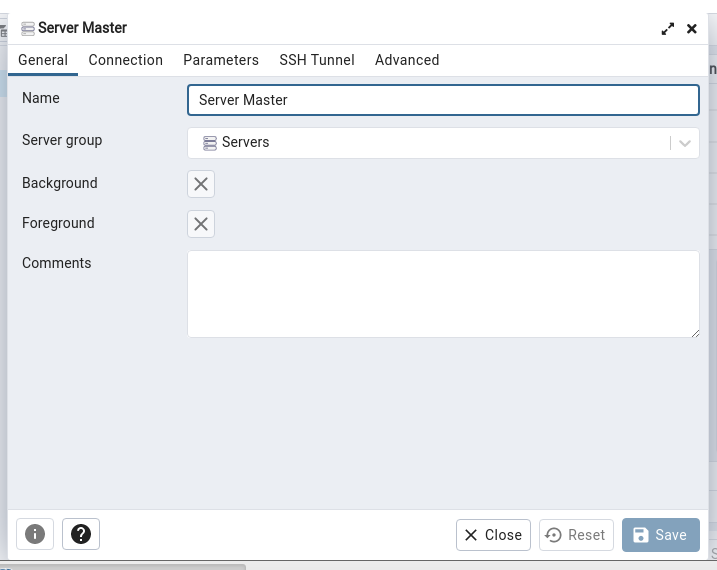 Server Master
General Connection Parameters SSH Tunnel Advanced
Name Server Master
Server group Servers
Background
Foreground
Comments
Close Reset Save